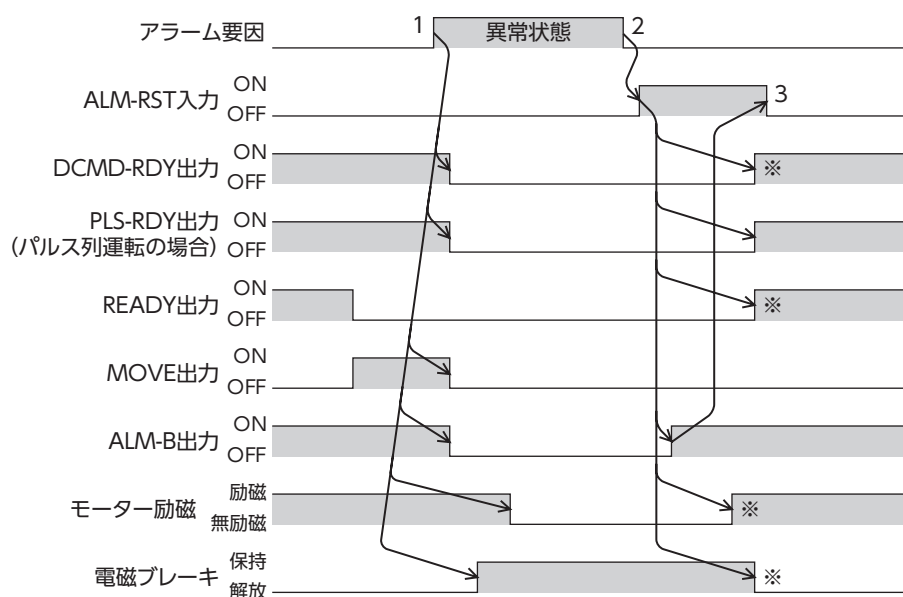 アラーム要因 1 異常状態 2
ALM-RST入力 ON OFF 3
DCMD-RDY出力 ON OFF ※
PLS-RDY出力 ON
(パルス列運転の場合) OFF
READY出力 ON OFF ※
MOVE出力 ON OFF
ALM-B出力 ON OFF
モーター励磁 励磁 無励磁 ※
電磁ブレーキ 保持 解放 ※